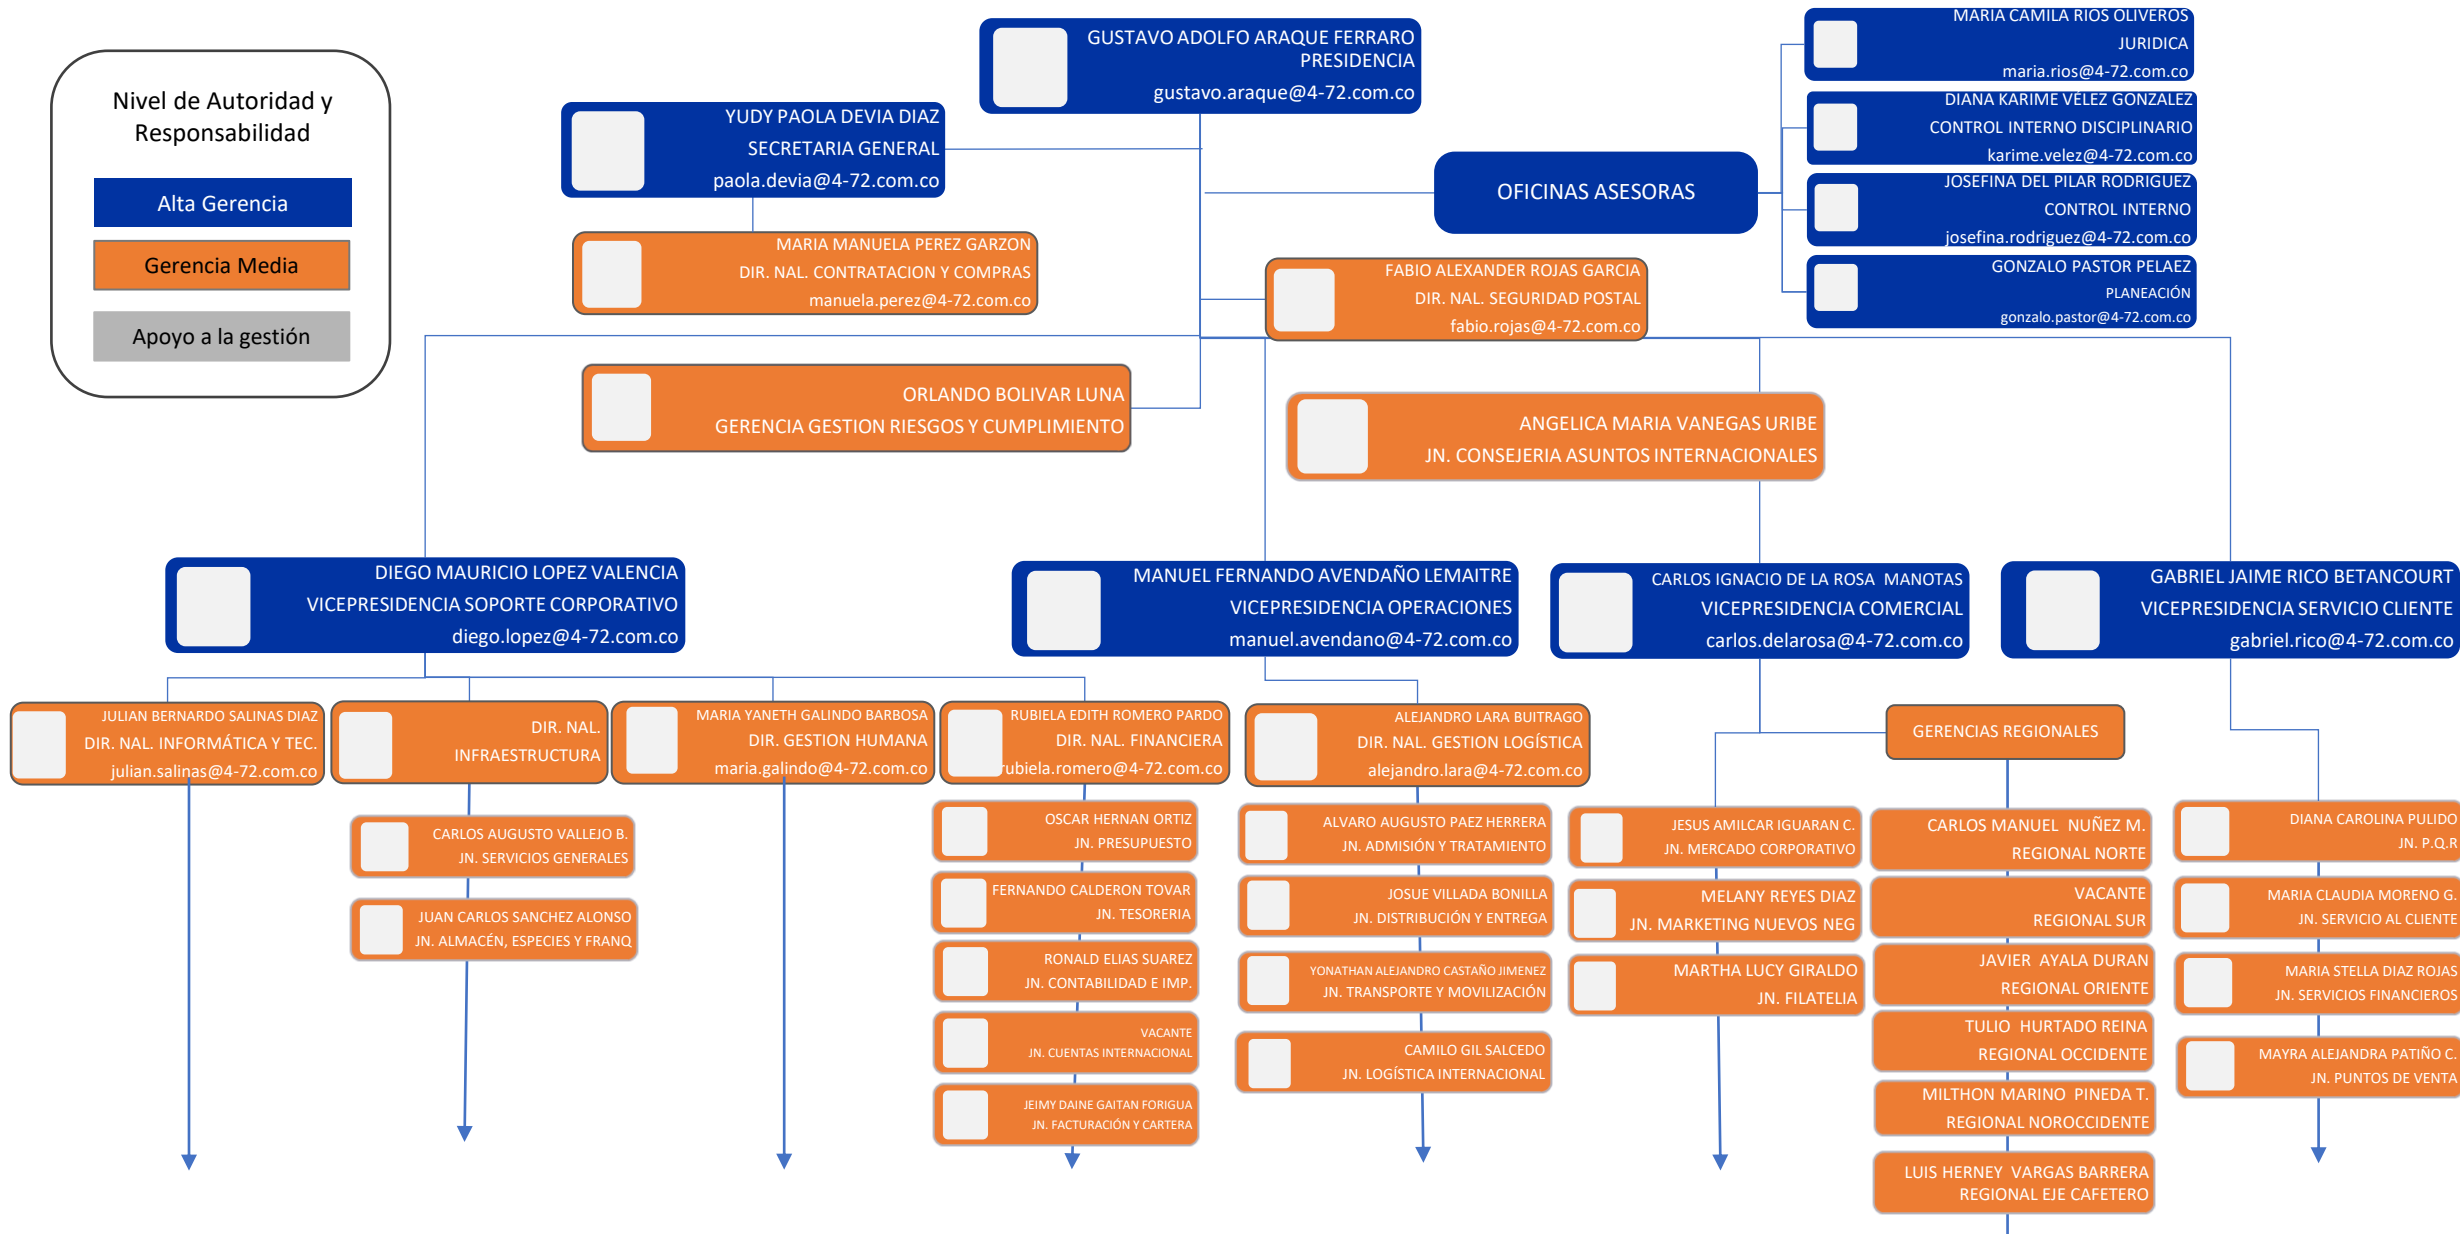 GUSTAVO ADOLFO ARAQUE FERRARO
PRESIDENCIA
gustavo.araque@4-72.com.co
MARIA CAMILA RIOS OLIVEROS
JURIDICA
maria.rios@4-72.com.co
Nivel de Autoridad y
Responsabilidad
Alta Gerencia
Gerencia Media
Apoyo a la gestión
YUDY PAOLA DEVIA DIAZ
SECRETARIA GENERAL
paola.devia@4-72.com.co
DIANA KARIME VÉLEZ GONZALEZ
CONTROL INTERNO DISCIPLINARIO
karime.velez@4-72.com.co
OFICINAS ASESORAS
JOSEFINA DEL PILAR RODRIGUEZ
CONTROL INTERNO
josefina.rodriguez@4-72.com.co
GONZALO PASTOR PELAEZ
PLANEACIÓN
gonzalo.pastor@4-72.com.co
MARIA MANUELA PEREZ GARZON
DIR. NAL. CONTRATACION Y COMPRAS
manuela.perez@4-72.com.co
FABIO ALEXANDER ROJAS GARCIA
DIR. NAL. SEGURIDAD POSTAL
fabio.rojas@4-72.com.co
ORLANDO BOLIVAR LUNA
GERENCIA GESTION RIESGOS Y CUMPLIMIENTO
ANGELICA MARIA VANEGAS URIBE
JN. CONSEJERIA ASUNTOS INTERNACIONALES
DIEGO MAURICIO LOPEZ VALENCIA
VICEPRESIDENCIA SOPORTE CORPORATIVO
diego.lopez@4-72.com.co
MANUEL FERNANDO AVENDAÑO LEMAITRE
VICEPRESIDENCIA OPERACIONES
manuel.avendano@4-72.com.co
CARLOS IGNACIO DE LA ROSA  MANOTAS
VICEPRESIDENCIA COMERCIAL
carlos.delarosa@4-72.com.co
GABRIEL JAIME RICO BETANCOURT
VICEPRESIDENCIA SERVICIO CLIENTE
gabriel.rico@4-72.com.co
JULIAN BERNARDO SALINAS DIAZ
DIR. NAL. INFORMÁTICA Y TEC.
julian.salinas@4-72.com.co
DIR. NAL.
INFRAESTRUCTURA
MARIA YANETH GALINDO BARBOSA
DIR. GESTION HUMANA
maria.galindo@4-72.com.co
RUBIELA EDITH ROMERO PARDO
DIR. NAL. FINANCIERA
rubiela.romero@4-72.com.co
ALEJANDRO LARA BUITRAGO
DIR. NAL. GESTION LOGÍSTICA
alejandro.lara@4-72.com.co
GERENCIAS REGIONALES
CARLOS AUGUSTO VALLEJO B.
JN. SERVICIOS GENERALES
JUAN CARLOS SANCHEZ ALONSO
JN. ALMACÉN, ESPECIES Y FRANQ
OSCAR HERNAN ORTIZ
JN. PRESUPUESTO
FERNANDO CALDERON TOVAR
JN. TESORERIA
RONALD ELIAS SUAREZ
JN. CONTABILIDAD E IMP.
VACANTE
JN. CUENTAS INTERNACIONAL
JEIMY DAINE GAITAN FORIGUA
JN. FACTURACIÓN Y CARTERA
ALVARO AUGUSTO PAEZ HERRERA
JN. ADMISIÓN Y TRATAMIENTO
JOSUE VILLADA BONILLA
JN. DISTRIBUCIÓN Y ENTREGA
YONATHAN ALEJANDRO CASTAÑO JIMENEZ
JN. TRANSPORTE Y MOVILIZACIÓN
CAMILO GIL SALCEDO
JN. LOGÍSTICA INTERNACIONAL
JESUS AMILCAR IGUARAN C.
JN. MERCADO CORPORATIVO
MELANY REYES DIAZ
JN. MARKETING NUEVOS NEG
MARTHA LUCY GIRALDO
JN. FILATELIA
CARLOS MANUEL  NUÑEZ M.
REGIONAL NORTE
VACANTE
REGIONAL SUR
JAVIER  AYALA DURAN
REGIONAL ORIENTE
TULIO  HURTADO REINA
REGIONAL OCCIDENTE
MILTHON MARINO  PINEDA T.
REGIONAL NOROCCIDENTE
LUIS HERNEY  VARGAS BARRERA
REGIONAL EJE CAFETERO
DIANA CAROLINA PULIDO
JN. P.Q.R
MARIA CLAUDIA MORENO G.
JN. SERVICIO AL CLIENTE
MARIA STELLA DIAZ ROJAS
JN. SERVICIOS FINANCIEROS
MAYRA ALEJANDRA PATIÑO C.
JN. PUNTOS DE VENTA